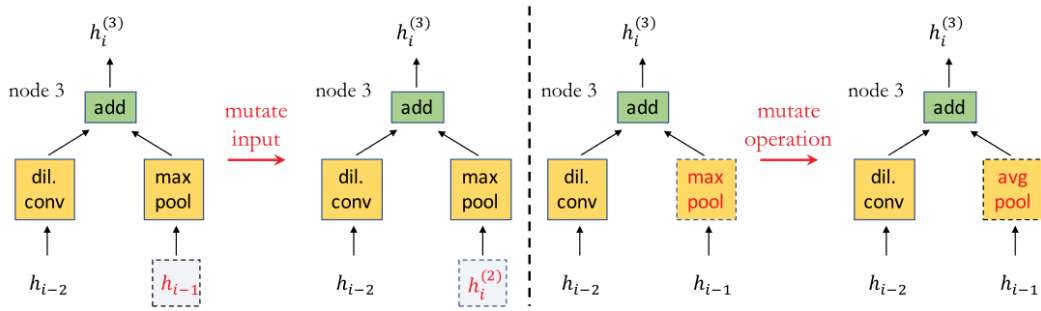 h_i^(3)
node 3
add
mutate
input
dil.
conv
max
pool
h_{i-2}
h_{i-1}
h_i^(3)
node 3
add
dil.
conv
max
pool
h_{i-2}
h_i^(2)
h_i^(3)
node 3
add
mutate
operation
dil.
conv
max
pool
h_{i-2}
h_{i-1}
h_i^(3)
node 3
add
dil.
conv
avg
pool
h_{i-2}
h_{i-1}